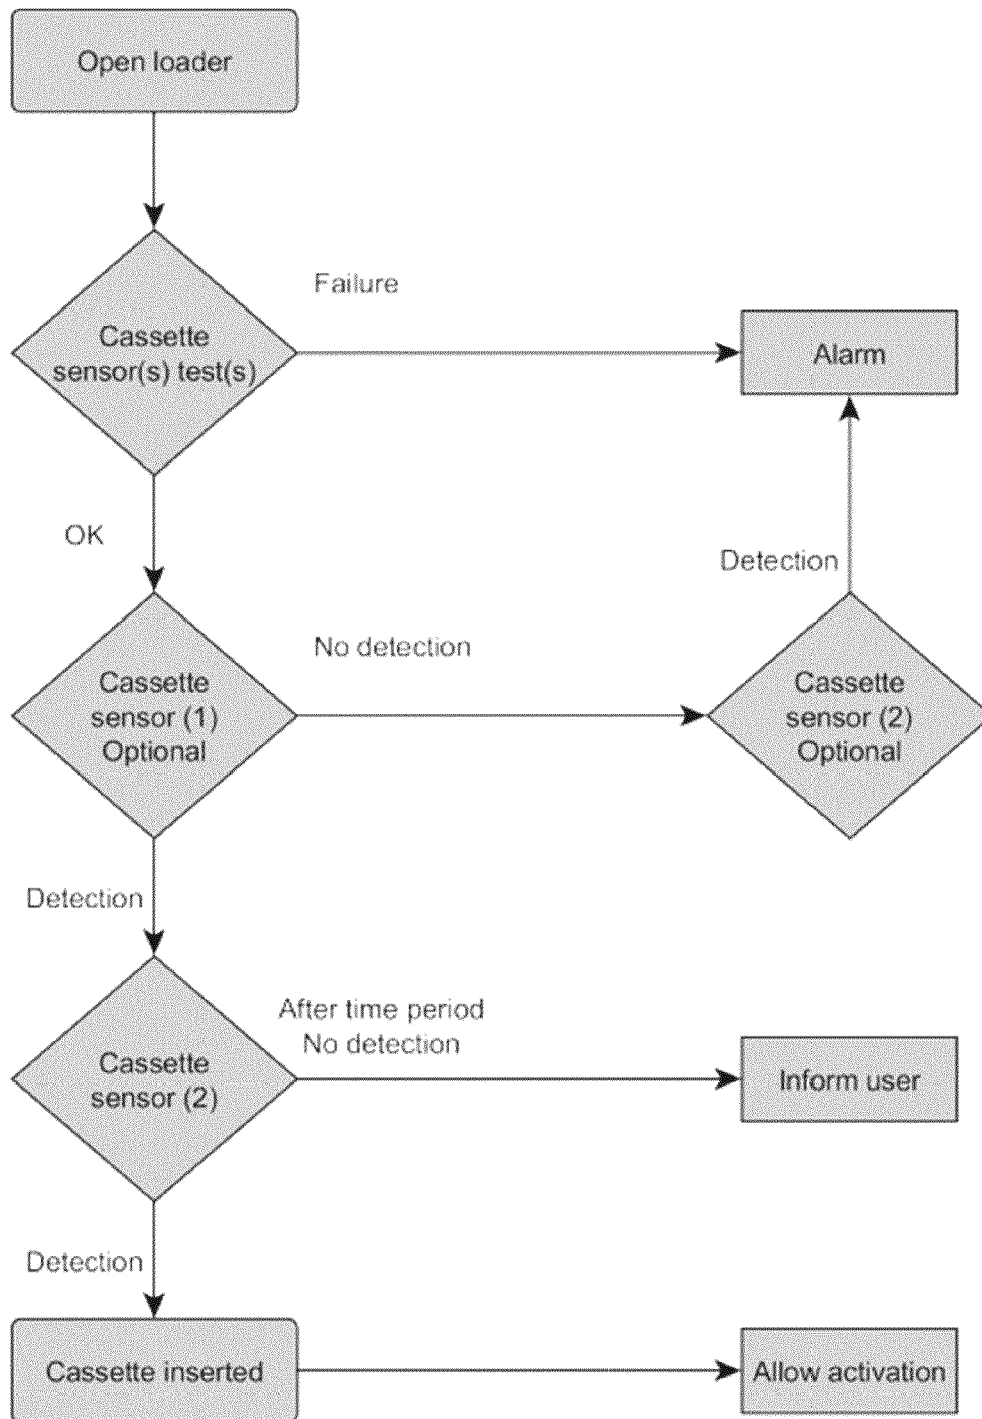 Open loader
Failure
Cassette
sensor(s) test(s)
Alarm
OK
Detection
No detection
Cassette
sensor (1)
Optional
Cassette
sensor (2)
Optional
Detection
After time period
No detection
Cassette
sensor (2)
Inform user
Detection
Cassette inserted
Allow activation